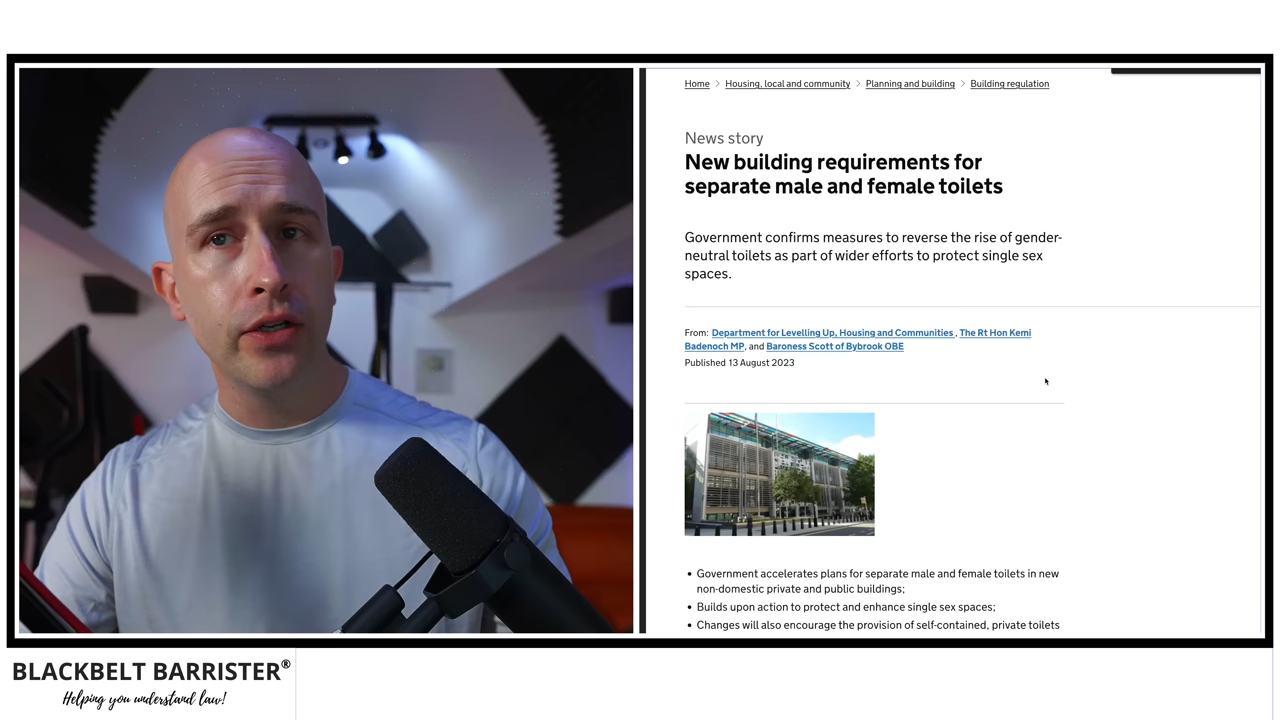 Home > Housing, local and community > Planning and building > Building regulation
News story
New building requirements for
separate male and female toilets
Government confirms measures to reverse the rise of gender-
neutral toilets as part of wider efforts to protect single sex
spaces.
From: Department for Levelling Up, Housing and Communities , The Rt Hon Kemi
Badenoch MP, and Baroness Scott of Bybrook OBE
Published 13 August 2023
• Government accelerates plans for separate male and female toilets in new
non-domestic private and public buildings;
• Builds upon action to protect and enhance single sex spaces;
• Changes will also encourage the provision of self-contained, private toilets
BLACKBELT BARRISTER®
Helping you understand law!